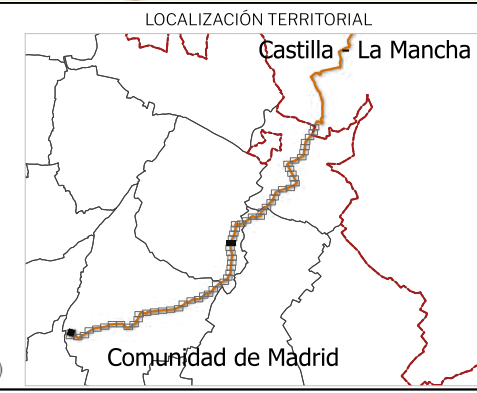 LOCALIZACIÓN TERRITORIAL
Castilla - La Mancha
Comunidad de Madrid